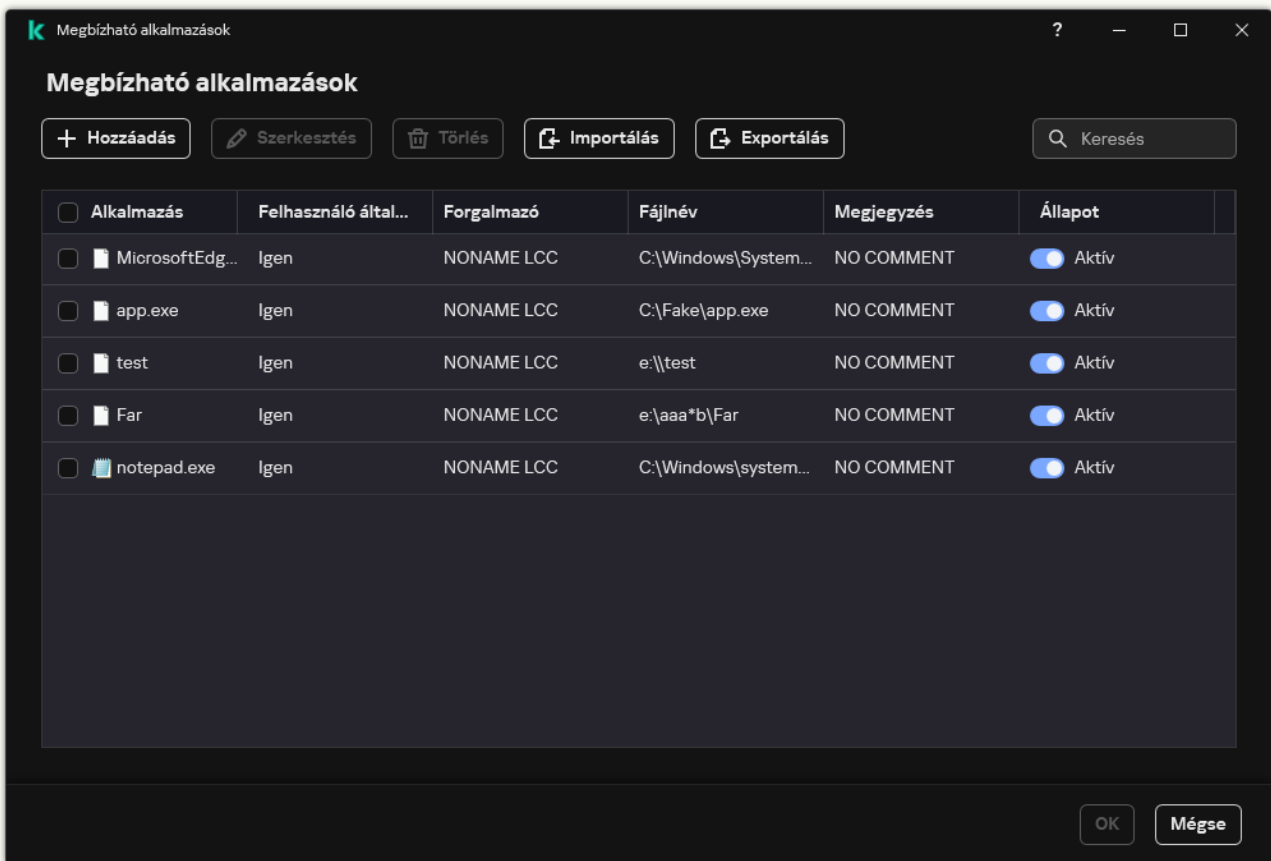 Megbízható alkalmazások
Megbízható alkalmazások
Hozzáadás Szerkesztés Törlés Importálás Exportálás Keresés
Alkalmazás Felhasználó által... Forgalmazó Fájlnév Megjegyzés Állapot
MicrosoftEdg... Igen NONAME LCC C:\Windows\System... NO COMMENT Aktív
app.exe Igen NONAME LCC C:\Fake\app.exe NO COMMENT Aktív
test Igen NONAME LCC e:\\test NO COMMENT Aktív
Far Igen NONAME LCC e:\aaa*b\Far NO COMMENT Aktív
notepad.exe Igen NONAME LCC C:\Windows\system... NO COMMENT Aktív
OK Mégse